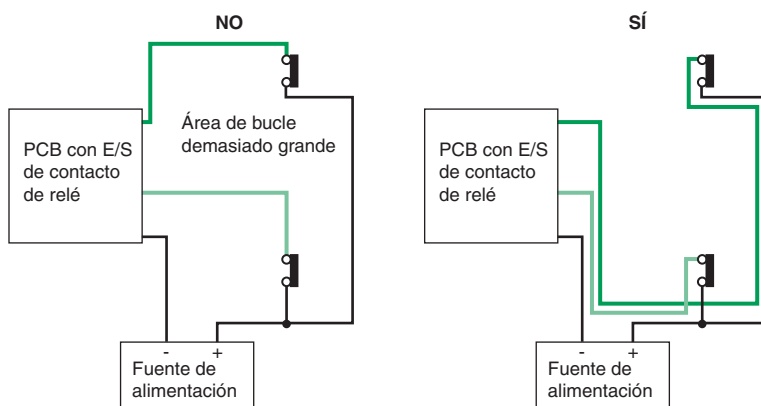 NO
Área de bucle
demasiado grande
PCB con E/S
de contacto
de relé
- +
Fuente de
alimentación
SÍ
PCB con E/S
de contacto
de relé
- +
Fuente de
alimentación